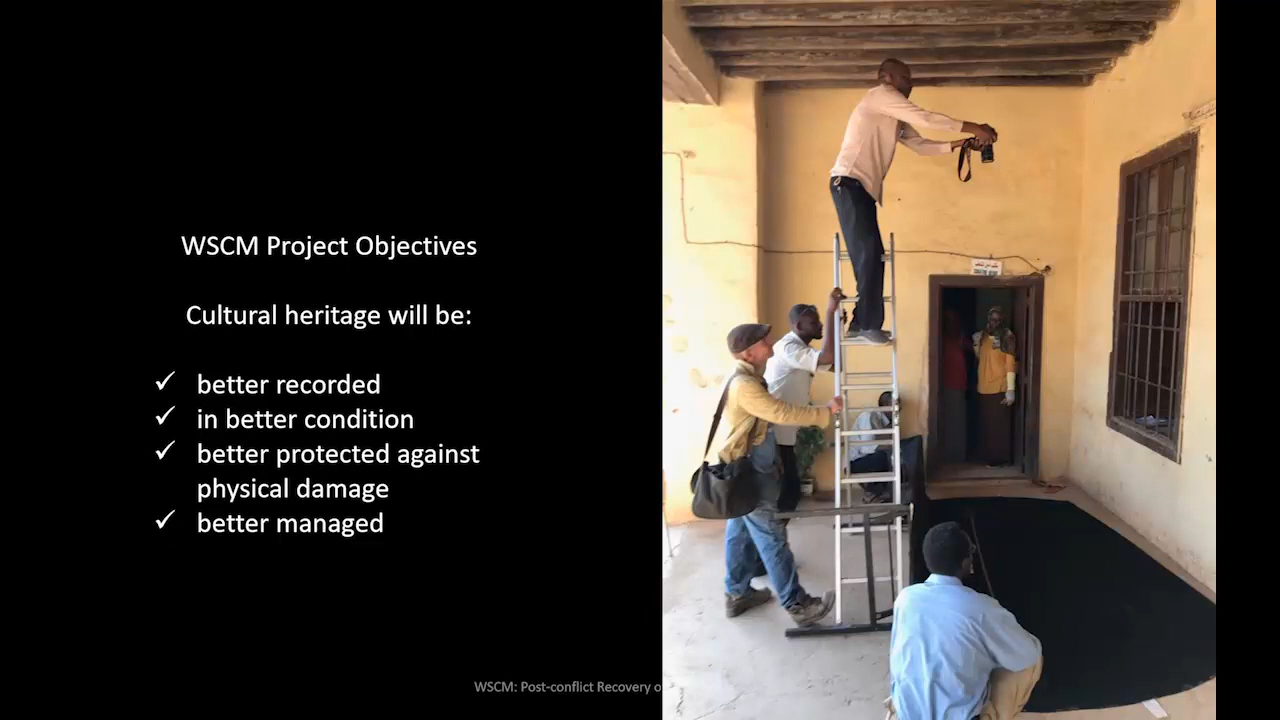 WSCM Project Objectives
Cultural heritage will be:
✓ better recorded
✓ in better condition
✓ better protected against
physical damage
✓ better managed
WSCM: Post-conflict Recovery o